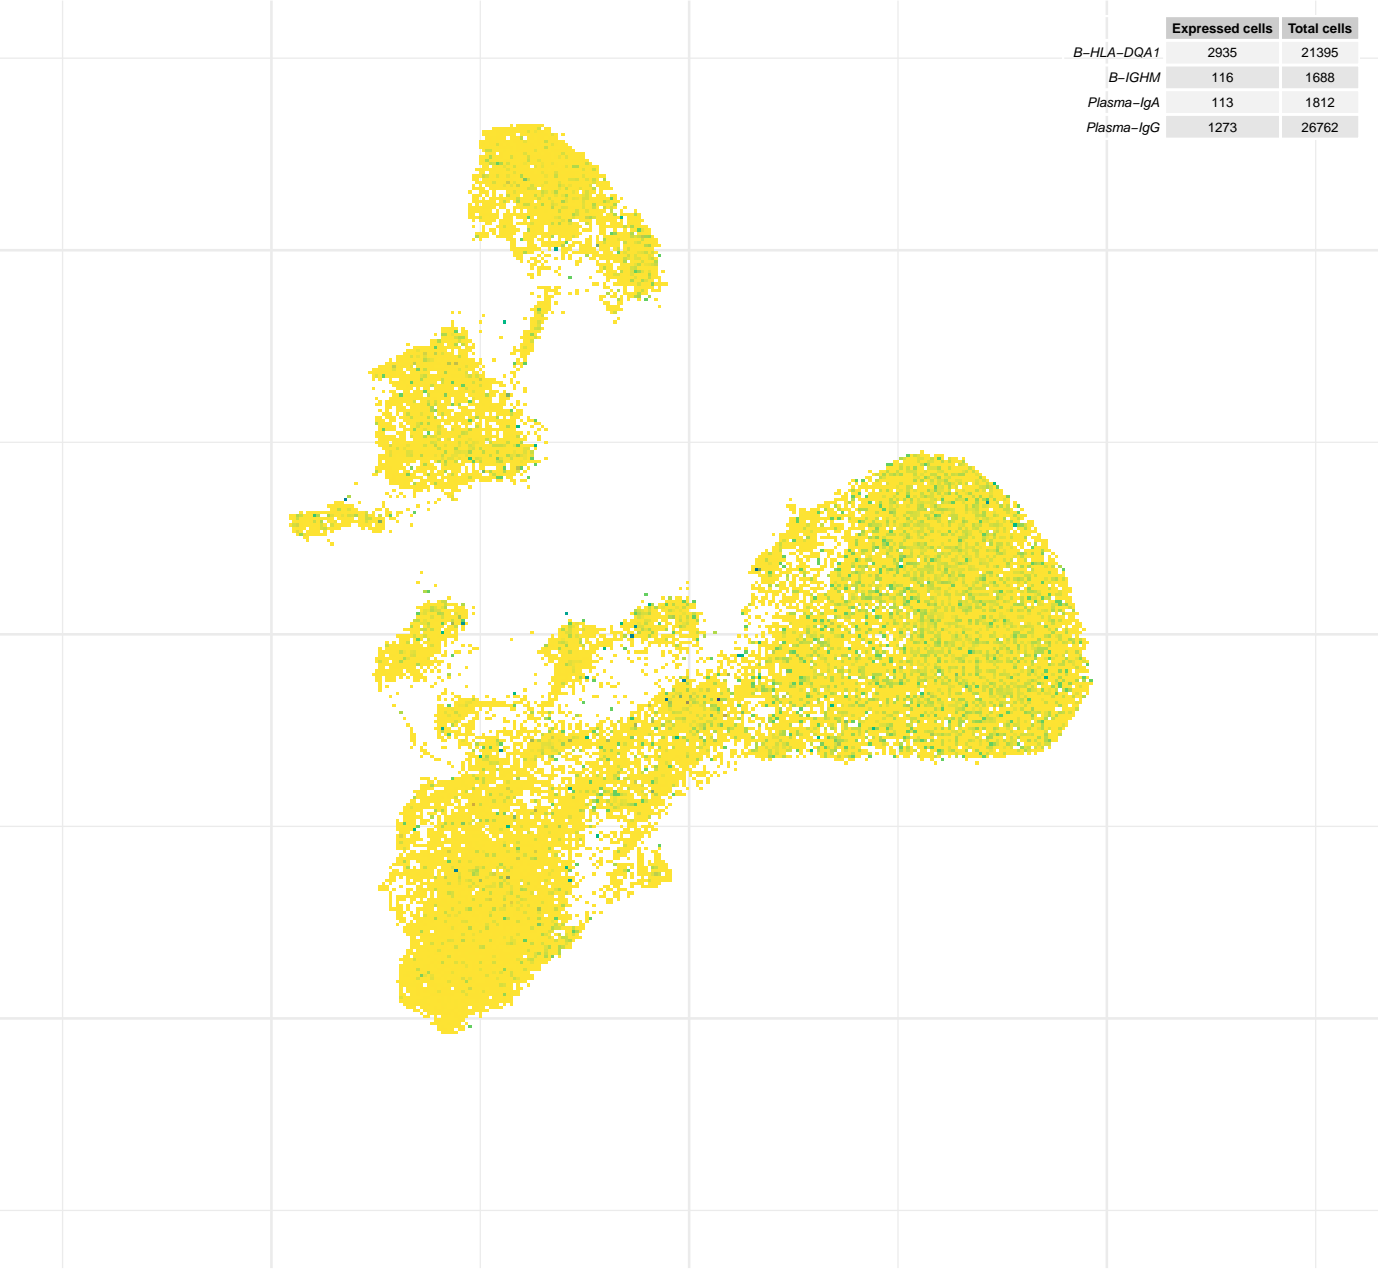 Expressed cells Total cells
B−HLA−DQA1 2935 21395
B−IGHM 116 1688
Plasma−IgA 113 1812
Plasma−IgG 1273 26762